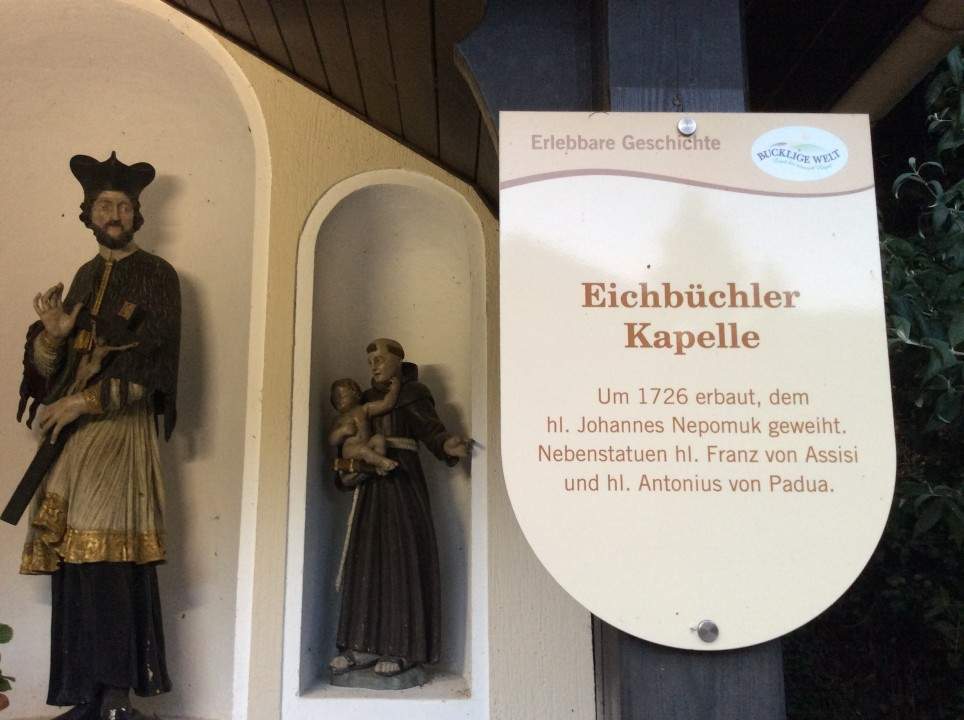 Erlebbare Geschichte
BUCKLIGE WELT
Eichbüchler
Kapelle
Um 1726 erbaut, dem
hl. Johannes Nepomuk geweiht.
Nebenstatuen hl. Franz von Assisi
und hl. Antonius von Padua.